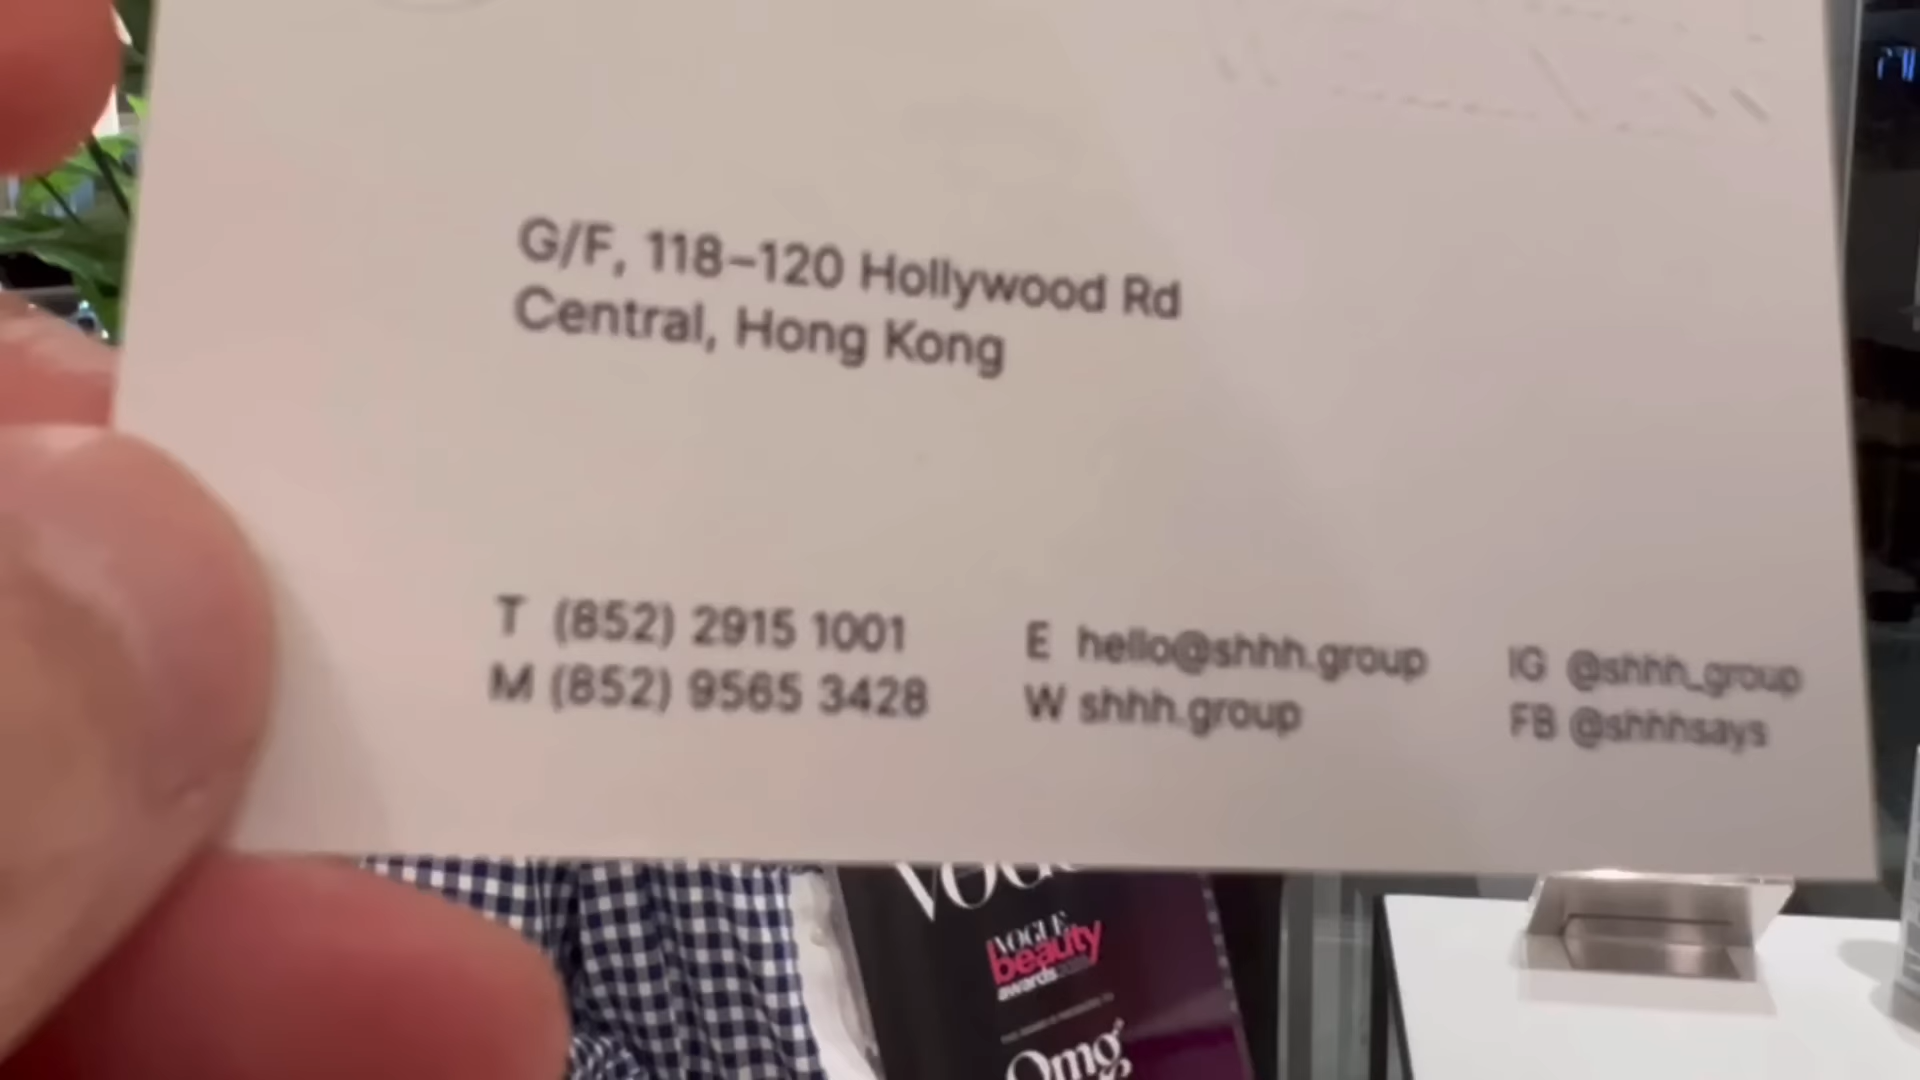 G/F, 118–120 Hollywood Rd
Central, Hong Kong
T (852) 2915 1001
M (852) 9565 3428
E hello@shhh.group
W shhh.group
IG @shhh_group
FB @shhhsays
VOGUE
VOGUE
beauty
awards
Omg